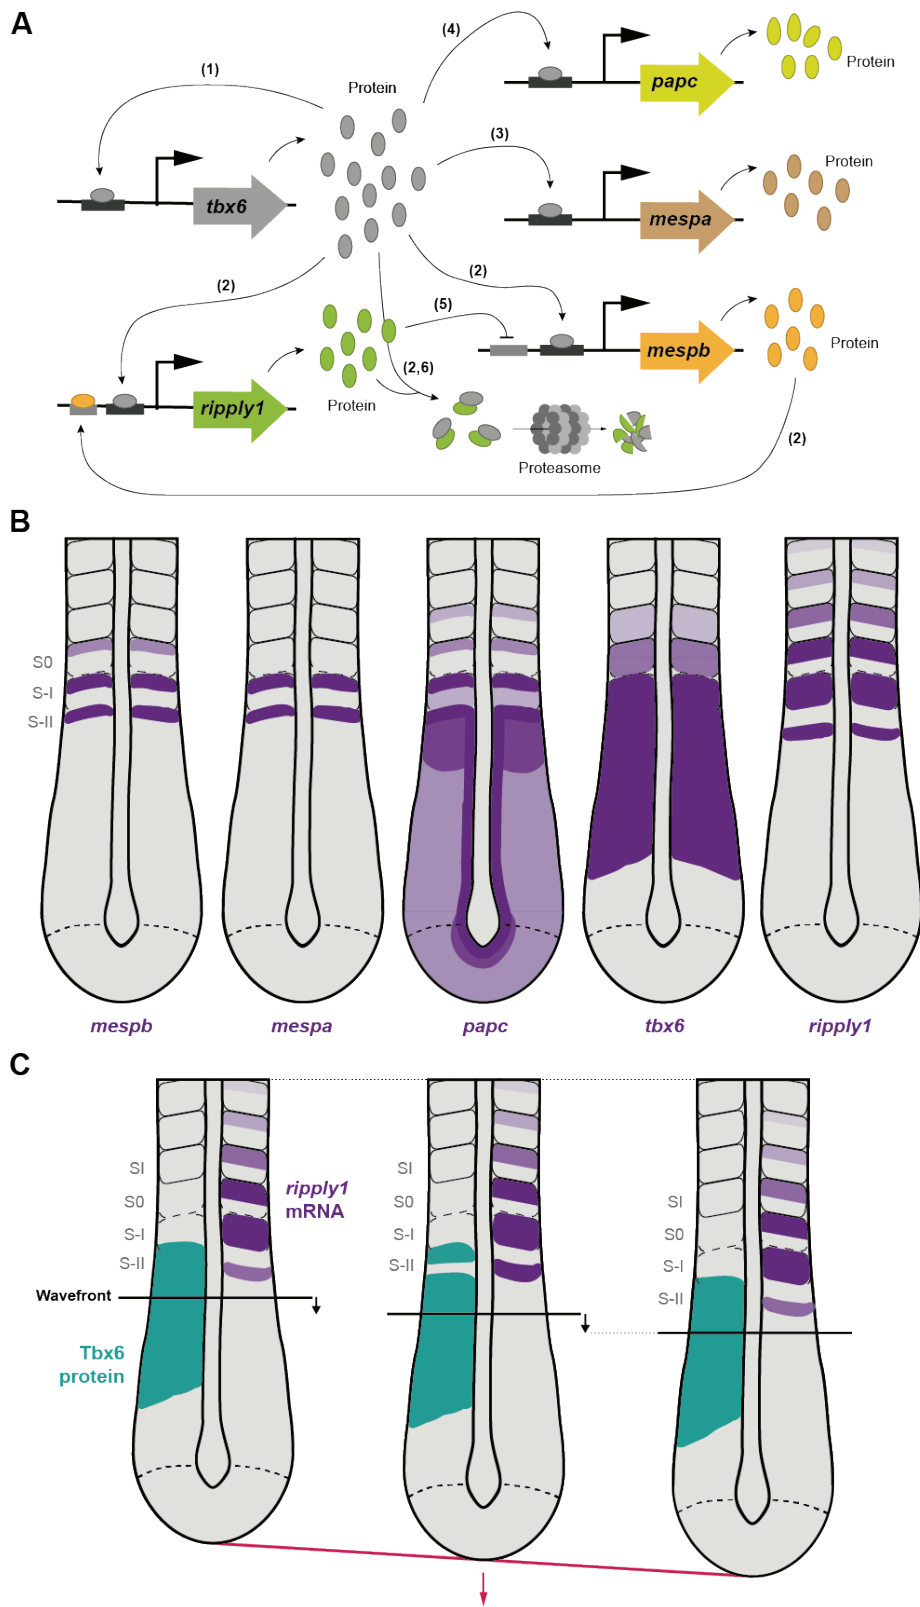 A
(1)
Protein
(4)
papc
Protein
(3)
tbx6
mespa
Protein
(2)
(2)
(5)
mespb
Protein
ripply1
Protein
(2,6)
Proteasome
(2)
B
S0
S-I
S-II
mespb
mespa
papc
tbx6
ripply1
C
SI
S0
S-I
S-II
ripply1
mRNA
Wavefront
Tbx6
protein
SI
S0
S-I
S-II
SI
S0
S-I
S-II